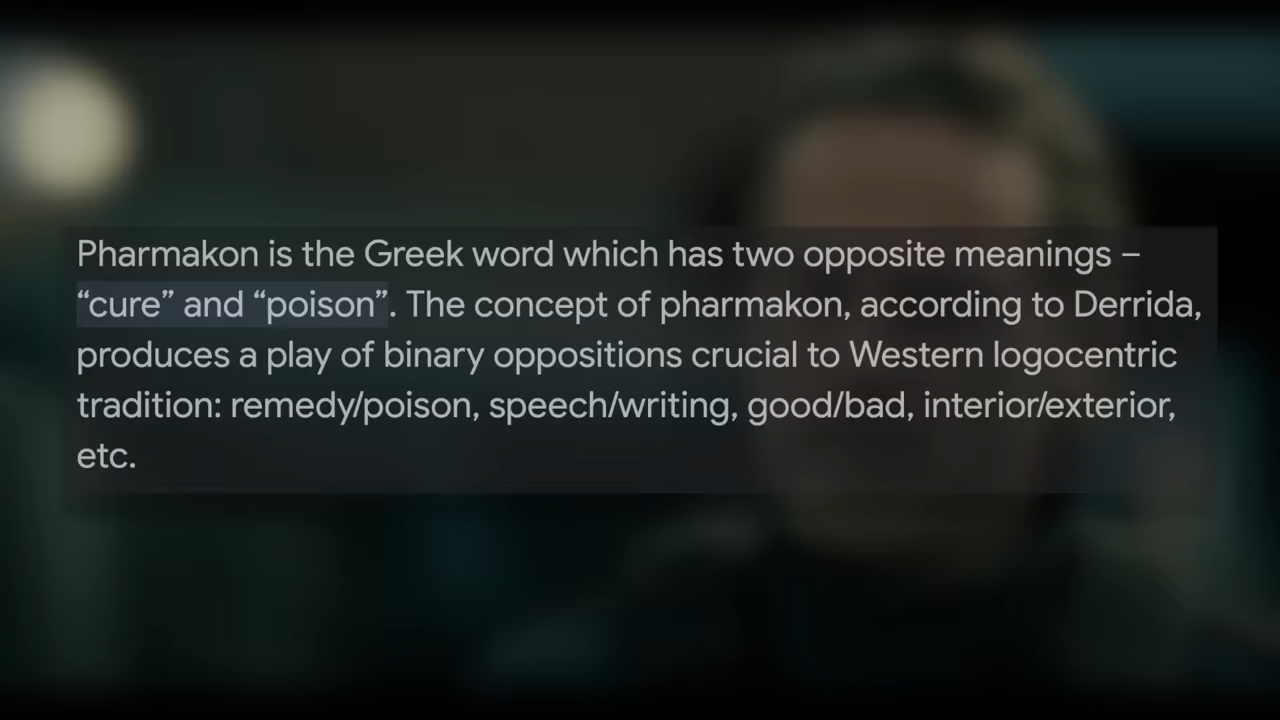 Pharmakon is the Greek word which has two opposite meanings –
“cure” and “poison”. The concept of pharmakon, according to Derrida,
produces a play of binary oppositions crucial to Western logocentric
tradition: remedy/poison, speech/writing, good/bad, interior/exterior,
etc.